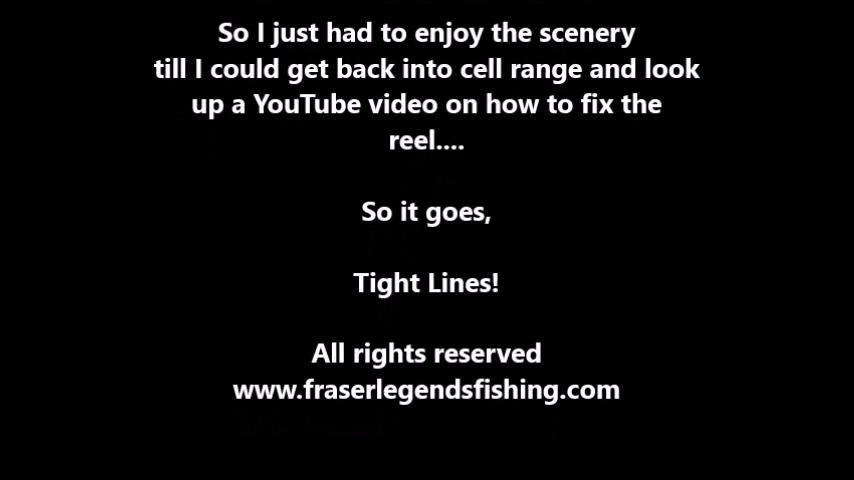 So I just had to enjoy the scenery
till I could get back into cell range and look
up a YouTube video on how to fix the
reel....
So it goes,
Tight Lines!
All rights reserved
www.fraserlegendsfishing.com